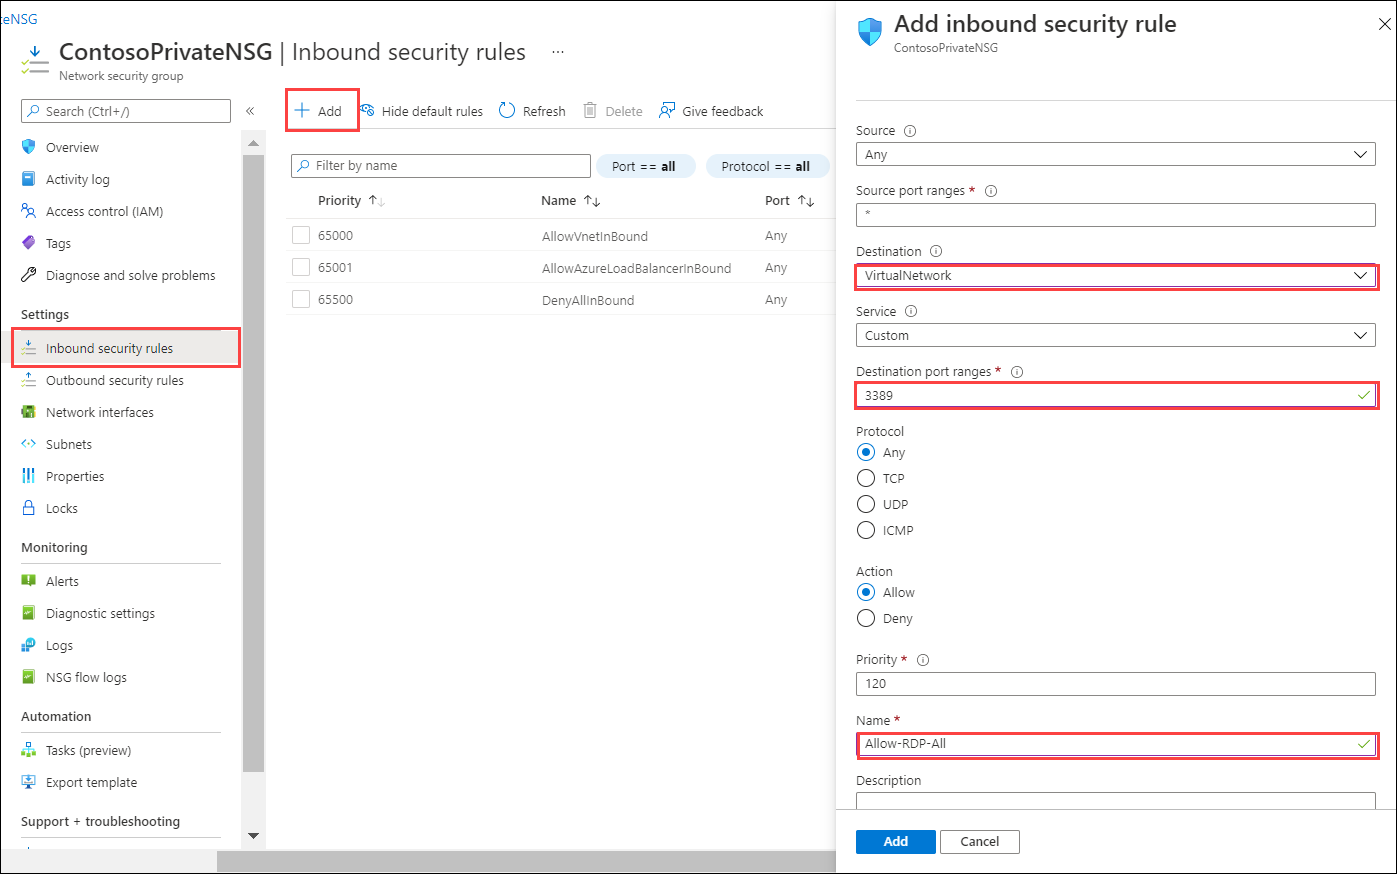 teNSG
ContosoPrivateNSG | Inbound security rules ...
Network security group
Search (Ctrl+/) «
Overview
Activity log
Access control (IAM)
Tags
Diagnose and solve problems
Settings
Inbound security rules
Outbound security rules
Network interfaces
Subnets
Properties
Locks
Monitoring
Alerts
Diagnostic settings
Logs
NSG flow logs
Automation
Tasks (preview)
Export template
Support + troubleshooting
Add Hide default rules Refresh Delete Give feedback
Filter by name Port == all Protocol == all
Priority ↑↓ Name ↑↓ Port ↑↓
65000 AllowVnetInBound Any
65001 AllowAzureLoadBalancerInBound Any
65500 DenyAllInBound Any
Add inbound security rule
ContosoPrivateNSG
Source
Any
Source port ranges *
*
Destination
VirtualNetwork
Service
Custom
Destination port ranges *
3389
Protocol
Any
TCP
UDP
ICMP
Action
Allow
Deny
Priority *
120
Name *
Allow-RDP-All
Description
Add Cancel